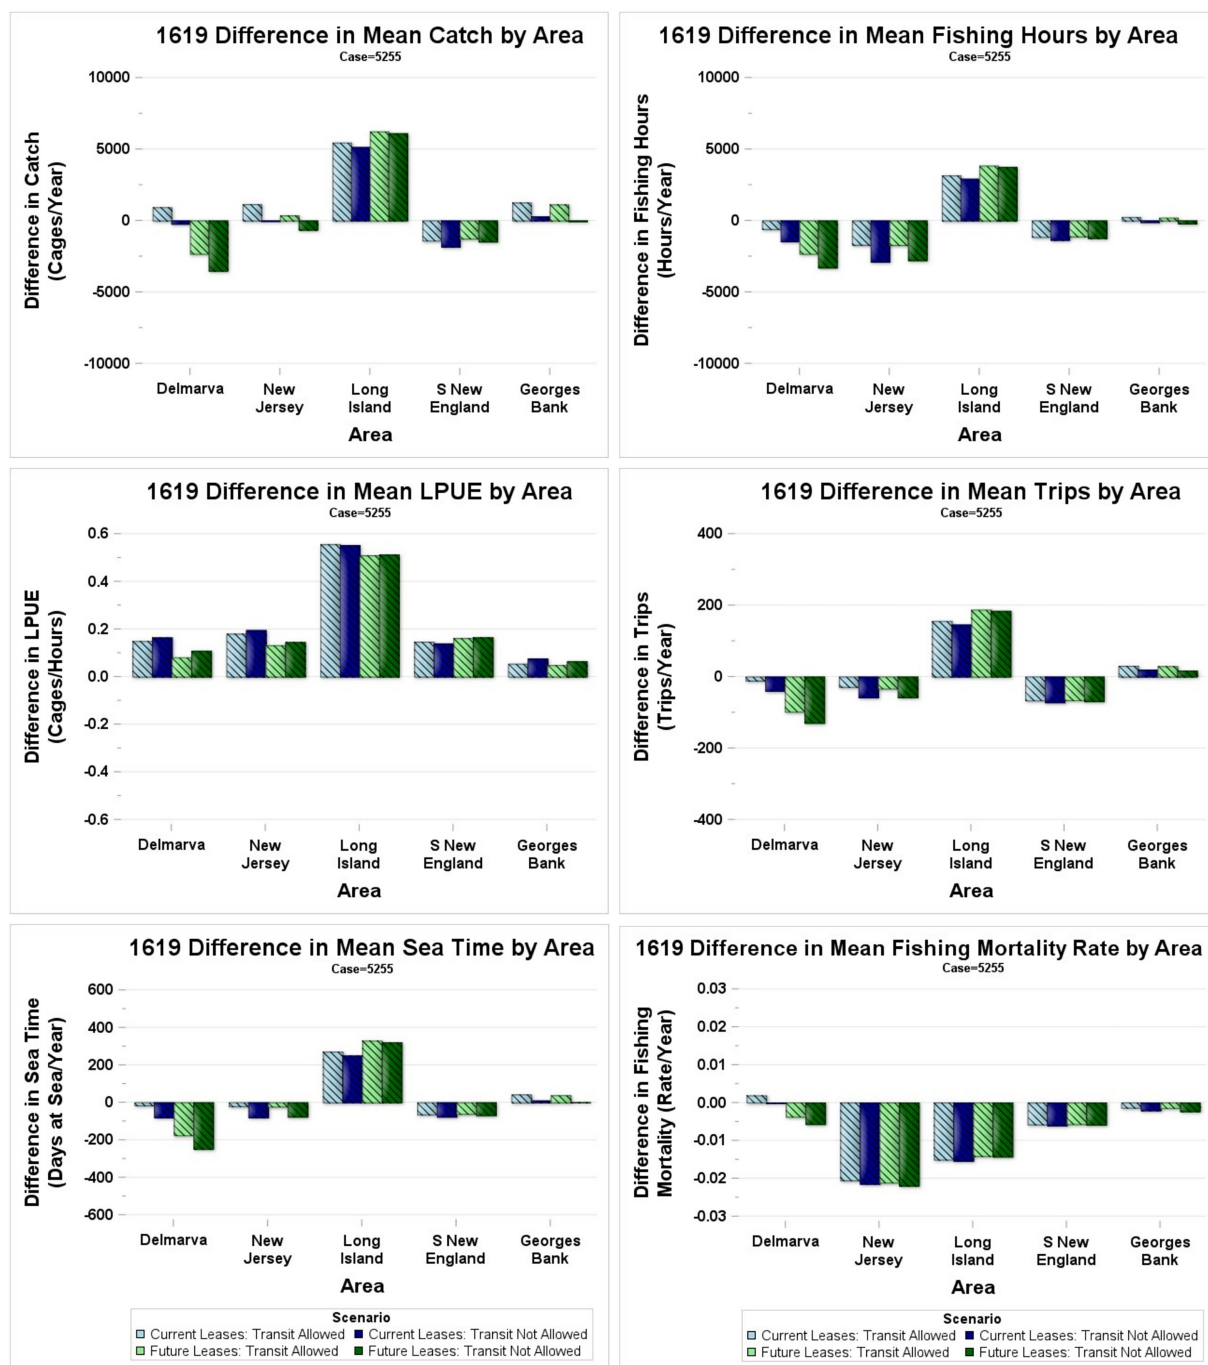 1619 Difference in Mean Catch by Area
Case=5255
Difference in Catch
(Cages/Year)
10000
5000
0
-5000
-10000
Delmarva
New
Jersey
Long
Island
S New
England
Georges
Bank
Area
1619 Difference in Mean Fishing Hours by Area
Case=5255
Difference in Fishing Hours
(Hours/Year)
10000
5000
0
-5000
-10000
Delmarva
New
Jersey
Long
Island
S New
England
Georges
Bank
Area
1619 Difference in Mean LPUE by Area
Case=5255
Difference in LPUE
(Cages/Hours)
0.6
0.4
0.2
0.0
-0.2
-0.4
-0.6
Delmarva
New
Jersey
Long
Island
S New
England
Georges
Bank
Area
1619 Difference in Mean Trips by Area
Case=5255
Difference in Trips
(Trips/Year)
400
200
0
-200
-400
Delmarva
New
Jersey
Long
Island
S New
England
Georges
Bank
Area
1619 Difference in Mean Sea Time by Area
Case=5255
Difference in Sea Time
(Days at Sea/Year)
600
400
200
0
-200
-400
-600
Delmarva
New
Jersey
Long
Island
S New
England
Georges
Bank
Area
Scenario
Current Leases: Transit Allowed
Current Leases: Transit Not Allowed
Future Leases: Transit Allowed
Future Leases: Transit Not Allowed
1619 Difference in Mean Fishing Mortality Rate by Area
Case=5255
Difference in Fishing
Mortality (Rate/Year)
0.03
0.02
0.01
0.00
-0.01
-0.02
-0.03
Delmarva
New
Jersey
Long
Island
S New
England
Georges
Bank
Area
Scenario
Current Leases: Transit Allowed
Current Leases: Transit Not Allowed
Future Leases: Transit Allowed
Future Leases: Transit Not Allowed